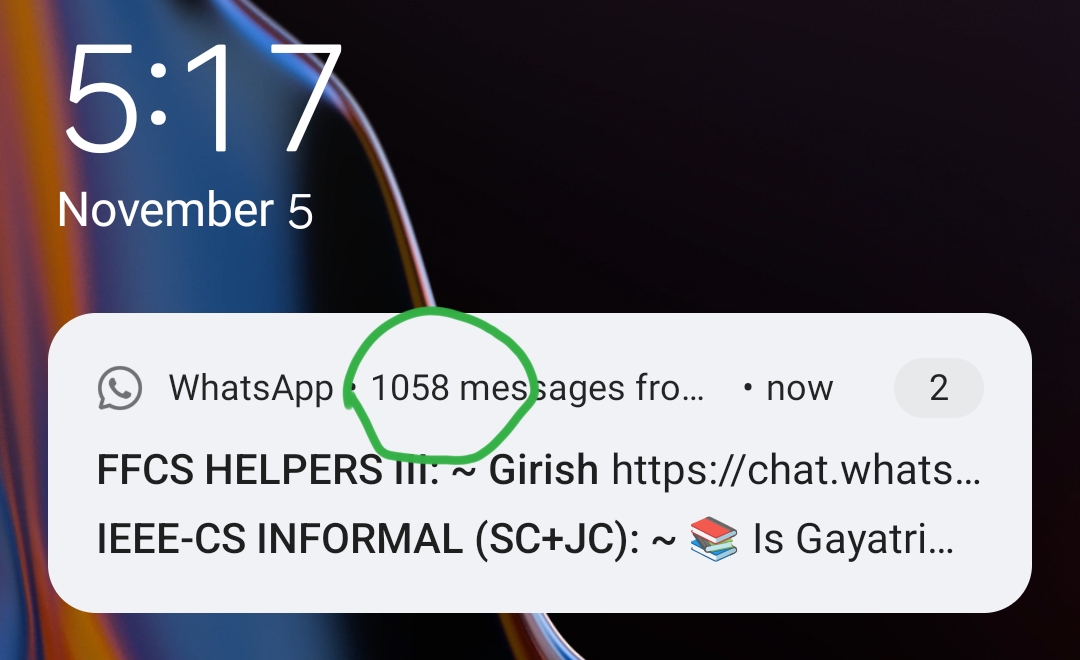 5:17
November 5
WhatsApp • 1058 messages fro... • now 2
FFCS HELPERS III: ~ Girish https://chat.whats...
IEEE-CS INFORMAL (SC+JC): ~ 📚 Is Gayatri...